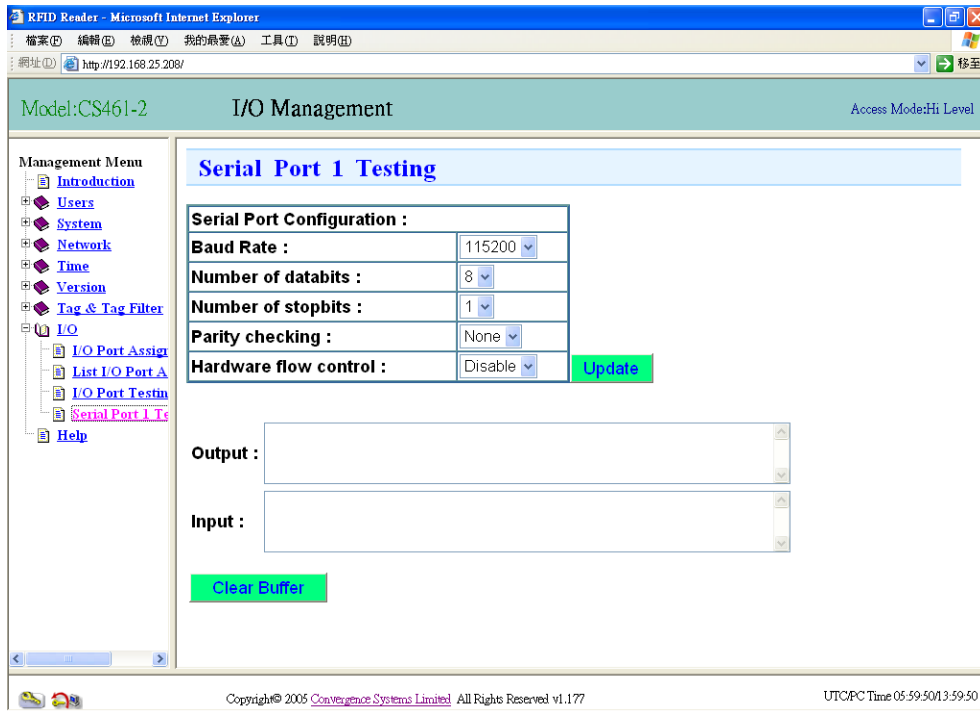 RFID Reader - Microsoft Internet Explorer
檔案(F) 編輯(E) 檢視(V) 我的最愛(A) 工具(T) 說明(H)
網址(D) http://192.168.25.208/ 移至
Model:CS461-2 I/O Management Access Mode:Hi Level
Management Menu
Introduction
Users
System
Network
Time
Version
Tag & Tag Filter
I/O
I/O Port Assign
List I/O Port A
I/O Port Testin
Serial Port 1 Te
Help
Serial Port 1 Testing
Serial Port Configuration :
Baud Rate : 115200
Number of databits : 8
Number of stopbits : 1
Parity checking : None
Hardware flow control : Disable Update
Output :
Input :
Clear Buffer
Copyright© 2005 Convergence Systems Limited All Rights Reserved v1.177 UTC/PC Time 05:59:50/13:59:50